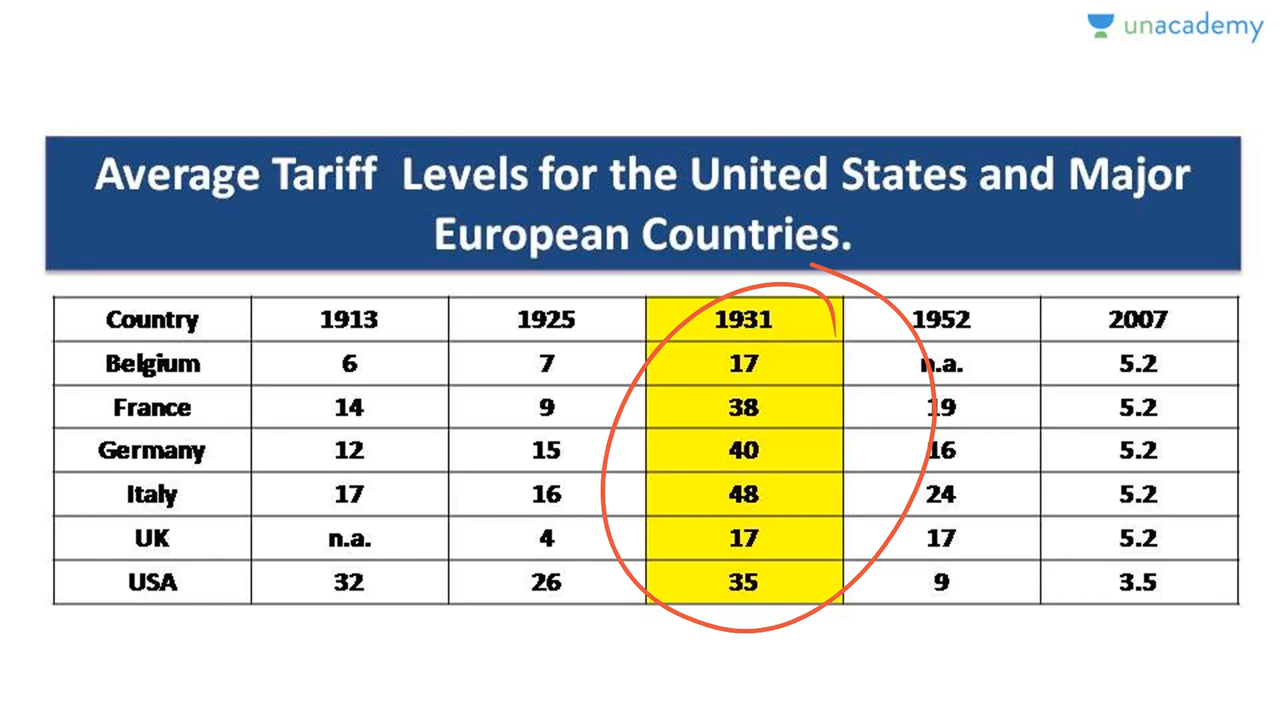 unacademy
Average Tariff Levels for the United States and Major
European Countries.
Country 1913 1925 1931 1952 2007
Belgium 6 7 17 n.a. 5.2
France 14 9 38 19 5.2
Germany 12 15 40 16 5.2
Italy 17 16 48 24 5.2
UK n.a. 4 17 17 5.2
USA 32 26 35 9 3.5